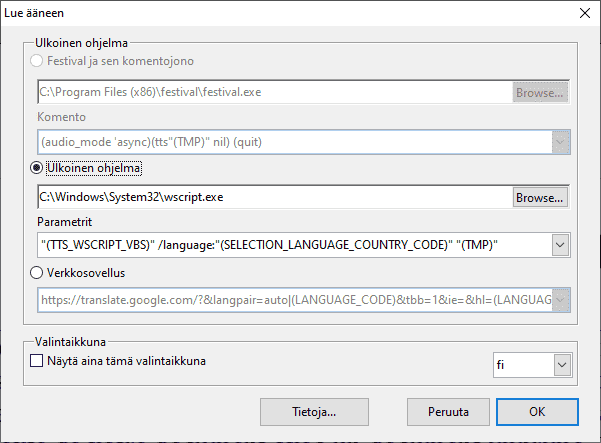 Lue ääneen
Ulkoinen ohjelma
Festival ja sen komentojono
C:\Program Files (x86)\festival\festival.exe
Browse...
Komento
(audio_mode 'async)(tts"(TMP)" nil) (quit)
Ulkoinen ohjelma
C:\Windows\System32\wscript.exe
Browse...
Parametrit
"(TTS_WSCRIPT_VBS)" /language:"(SELECTION_LANGUAGE_COUNTRY_CODE)" "(TMP)"
Verkkosovellus
https://translate.google.com/?&langpair=auto|(LANGUAGE_CODE)&tbb=1&ie=&hl=(LANGUAG
Valintaikkuna
Näytä aina tämä valintaikkuna
fi
Tietoja...
Peruuta
OK